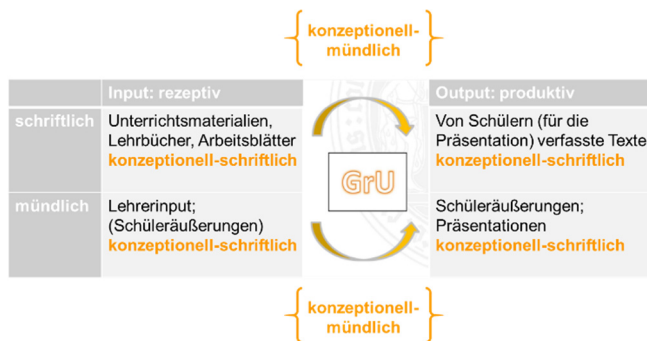 konzeptionell-
mündlich
Input: rezeptiv
Output: produktiv
schriftlich
Unterrichtsmaterialien,
Lehrbücher, Arbeitsblätter
konzeptionell-schriftlich
Von Schülern (für die
Präsentation) verfasste Texte
konzeptionell-schriftlich
GrU
mündlich
Lehrerinput;
(Schüleräußerungen)
konzeptionell-schriftlich
Schüleräußerungen;
Präsentationen
konzeptionell-schriftlich
konzeptionell-
mündlich